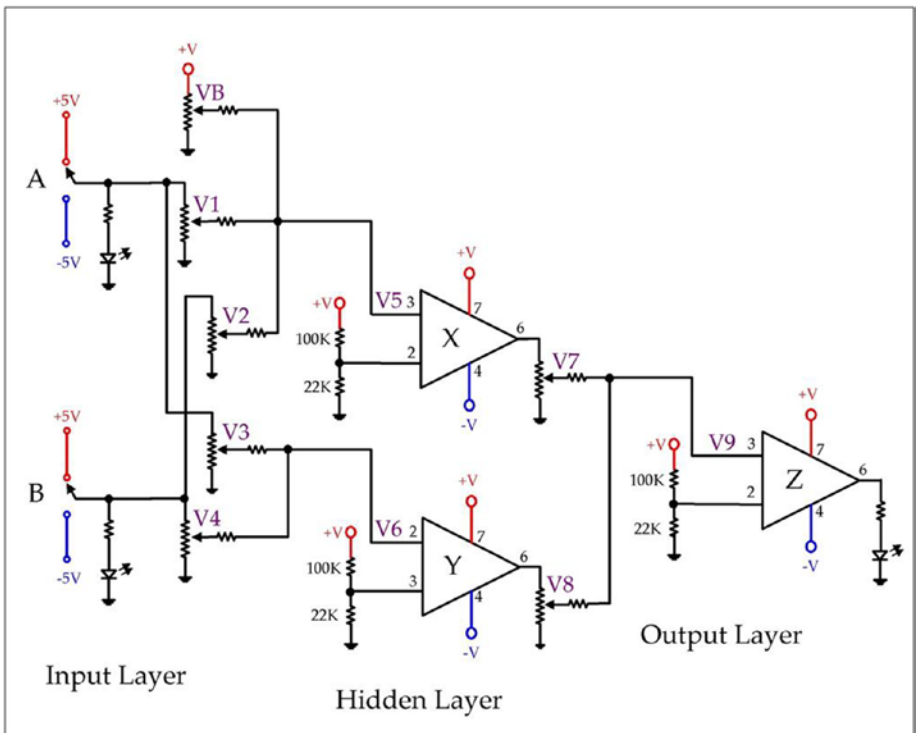 +V
VB
+5V
A
V1
-5V
V2
+V
V5
3
7
X
6
100K
2
4
22K
-V
V7
+5V
B
V3
V4
-5V
+V
V6
2
7
Y
6
100K
3
4
22K
-V
V8
+V
V9
3
7
Z
6
100K
2
4
22K
-V
+V
Input Layer
Hidden Layer
Output Layer